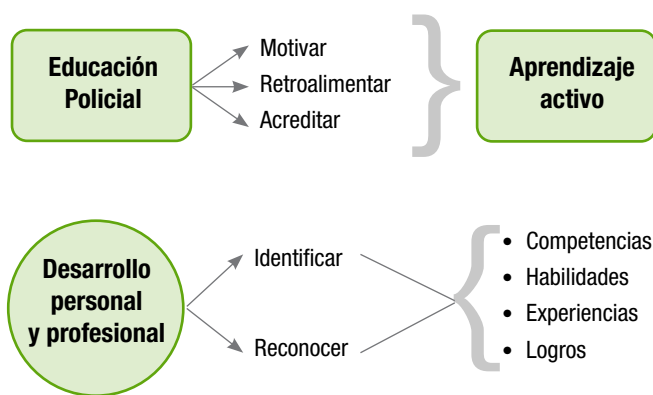 Educación
Policial
Motivar
Retroalimentar
Acreditar
Aprendizaje
activo
Desarrollo
personal
y profesional
Identificar
Reconocer
• Competencias
• Habilidades
• Experiencias
• Logros